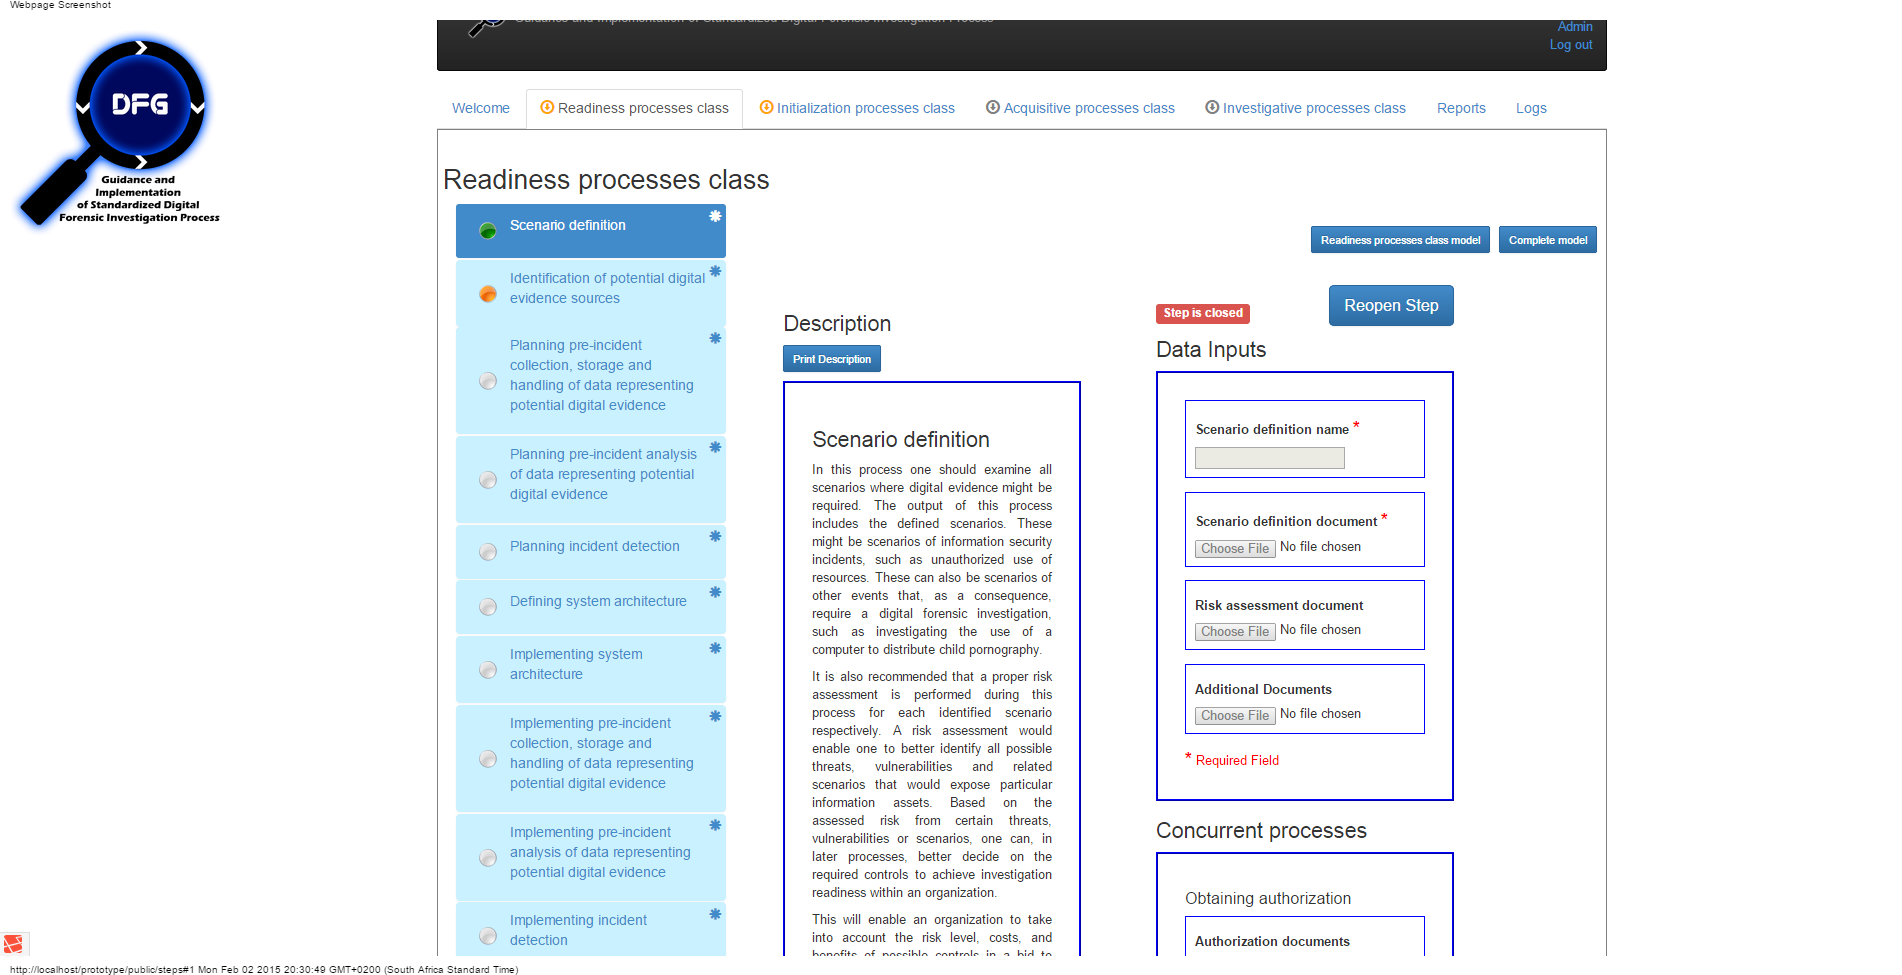 Webpage Screenshot
Guidance and Implementation of Standardized Digital Forensic Investigation Process
Admin
Log out
DFG
Guidance and
Implementation
of Standardized Digital
Forensic Investigation Process
Welcome
Readiness processes class
Initialization processes class
Acquisitive processes class
Investigative processes class
Reports
Logs
Readiness processes class
Scenario definition
Identification of potential digital
evidence sources
Planning pre-incident
collection, storage and
handling of data representing
potential digital evidence
Planning pre-incident analysis
of data representing potential
digital evidence
Planning incident detection
Defining system architecture
Implementing system
architecture
Implementing pre-incident
collection, storage and
handling of data representing
potential digital evidence
Implementing pre-incident
analysis of data representing
potential digital evidence
Implementing incident
detection
Readiness processes class model
Complete model
Description
Print Description
Scenario definition
In this process one should examine all
scenarios where digital evidence might be
required. The output of this process
includes the defined scenarios. These
might be scenarios of information security
incidents, such as unauthorized use of
resources. These can also be scenarios of
other events that, as a consequence,
require a digital forensic investigation,
such as investigating the use of a
computer to distribute child pornography.
It is also recommended that a proper risk
assessment is performed during this
process for each identified scenario
respectively. A risk assessment would
enable one to better identify all possible
threats, vulnerabilities and related
scenarios that would expose particular
information assets. Based on the
assessed risk from certain threats,
vulnerabilities or scenarios, one can, in
later processes, better decide on the
required controls to achieve investigation
readiness within an organization.
This will enable an organization to take
into account the risk level, costs, and
benefits of possible controls in a bid to
Step is closed
Reopen Step
Data Inputs
Scenario definition name *
Scenario definition document *
Choose File No file chosen
Risk assessment document
Choose File No file chosen
Additional Documents
Choose File No file chosen
* Required Field
Concurrent processes
Obtaining authorization
Authorization documents
http://localhost/prototype/public/steps#1 Mon Feb 02 2015 20:30:49 GMT+0200 (South Africa Standard Time)